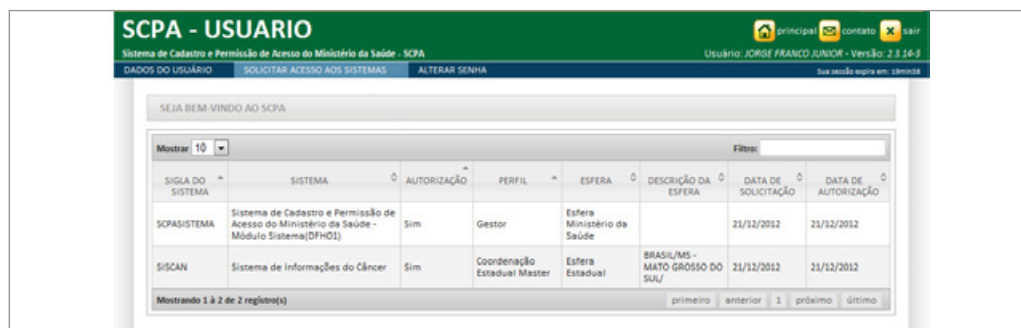 SCPA - USUARIO
principal contato sair
Sistema de Cadastro e Permissão de Acesso do Ministério da Saúde - SCPA
Usuário: JORGE FRANCO JUNIOR - Versão: 2.3.14-3
DADOS DO USUÁRIO SOLICITAR ACESSO AOS SISTEMAS ALTERAR SENHA
Sua sessão expira em: 19min38
SEJA BEM-VINDO AO SCPA
Mostrar 10 Filtro:
SIGLA DO SISTEMA SISTEMA AUTORIZAÇÃO PERFIL ESFERA DESCRIÇÃO DA ESFERA DATA DE SOLICITAÇÃO DATA DE AUTORIZAÇÃO
SCPASISTEMA
Sistema de Cadastro e Permissão de
Acesso do Ministério da Saúde -
Módulo Sistema(DFHO1)
Sim
Gestor
Esfera
Ministério da
Saúde
21/12/2012
21/12/2012
SISCAN
Sistema de Informações do Câncer
Sim
Coordenação
Estadual Master
Esfera
Estadual
BRASIL/MS -
MATO GROSSO DO
SUL/
21/12/2012
21/12/2012
Mostrando 1 à 2 de 2 registro(s)
primeiro anterior 1 próximo último